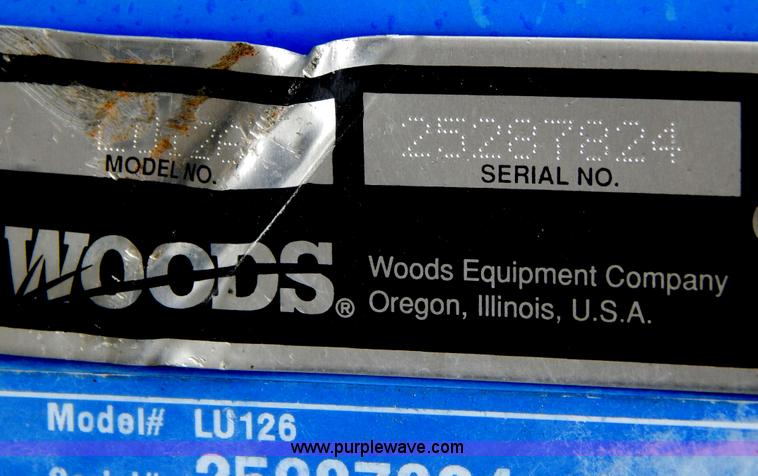 25287824
MODEL NO.
SERIAL NO.
WOODS®
Woods Equipment Company
Oregon, Illinois, U.S.A.
Model# LU126
www.purplewave.com